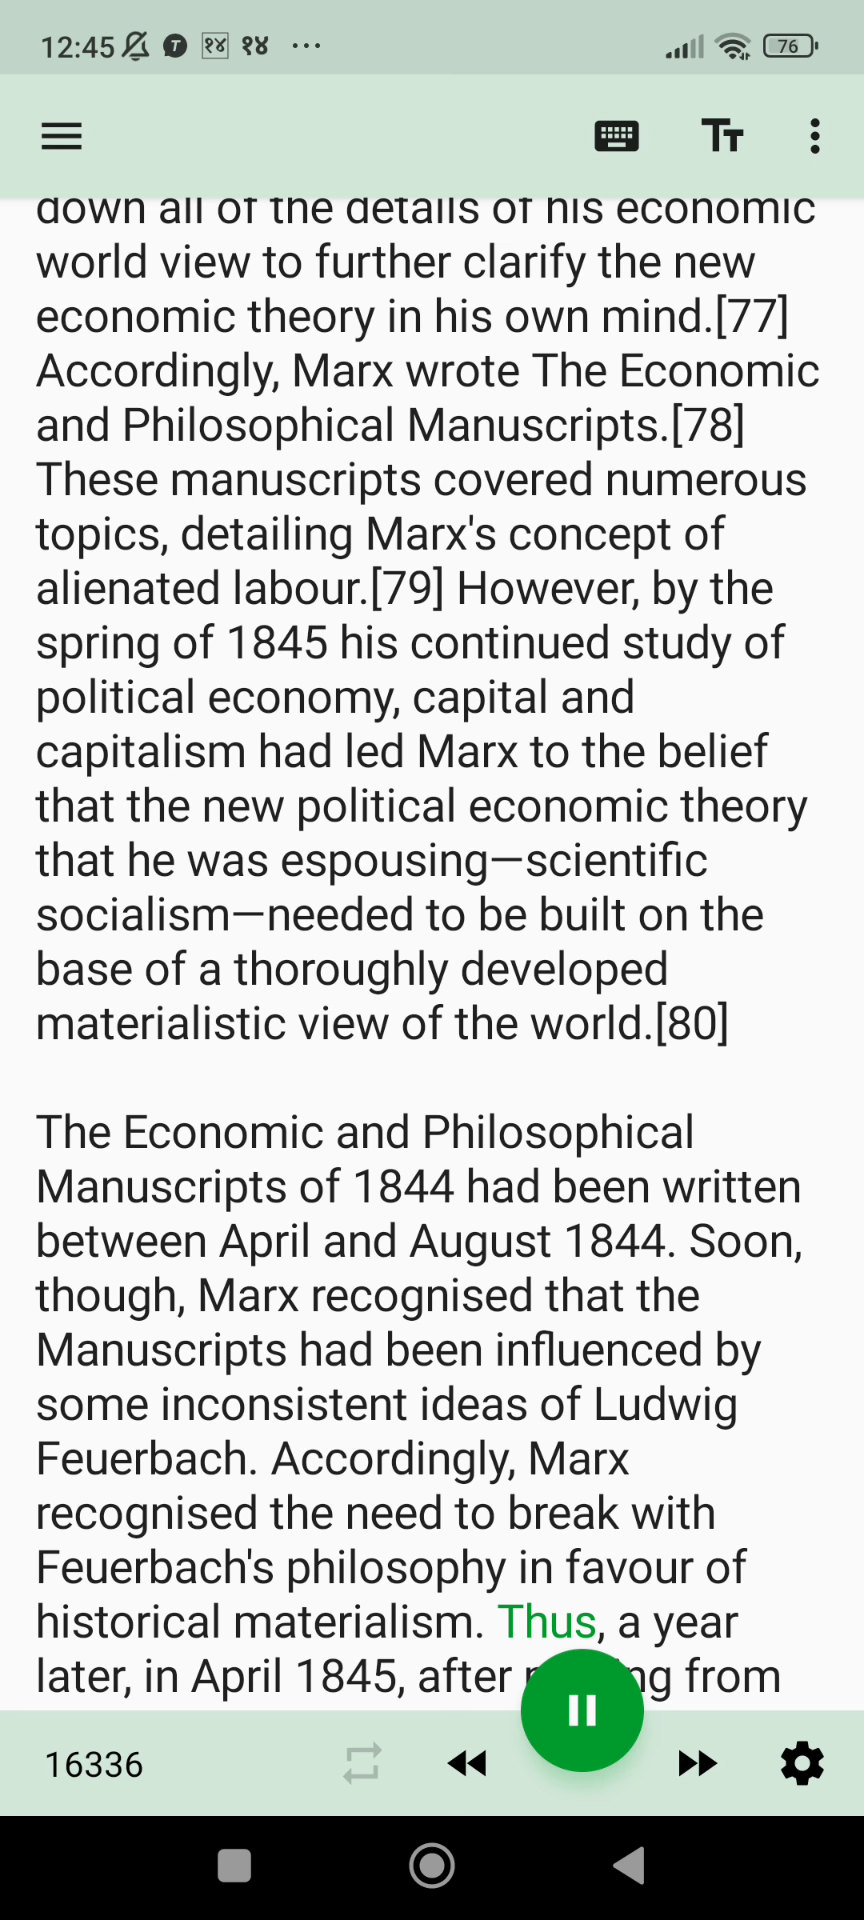 12:45 १४ १४ ...
76
down all of the details of his economic
world view to further clarify the new
economic theory in his own mind.[77]
Accordingly, Marx wrote The Economic
and Philosophical Manuscripts.[78]
These manuscripts covered numerous
topics, detailing Marx's concept of
alienated labour.[79] However, by the
spring of 1845 his continued study of
political economy, capital and
capitalism had led Marx to the belief
that the new political economic theory
that he was espousing—scientific
socialism—needed to be built on the
base of a thoroughly developed
materialistic view of the world.[80]
The Economic and Philosophical
Manuscripts of 1844 had been written
between April and August 1844. Soon,
though, Marx recognised that the
Manuscripts had been influenced by
some inconsistent ideas of Ludwig
Feuerbach. Accordingly, Marx
recognised the need to break with
Feuerbach's philosophy in favour of
historical materialism. Thus, a year
later, in April 1845, after from
16336